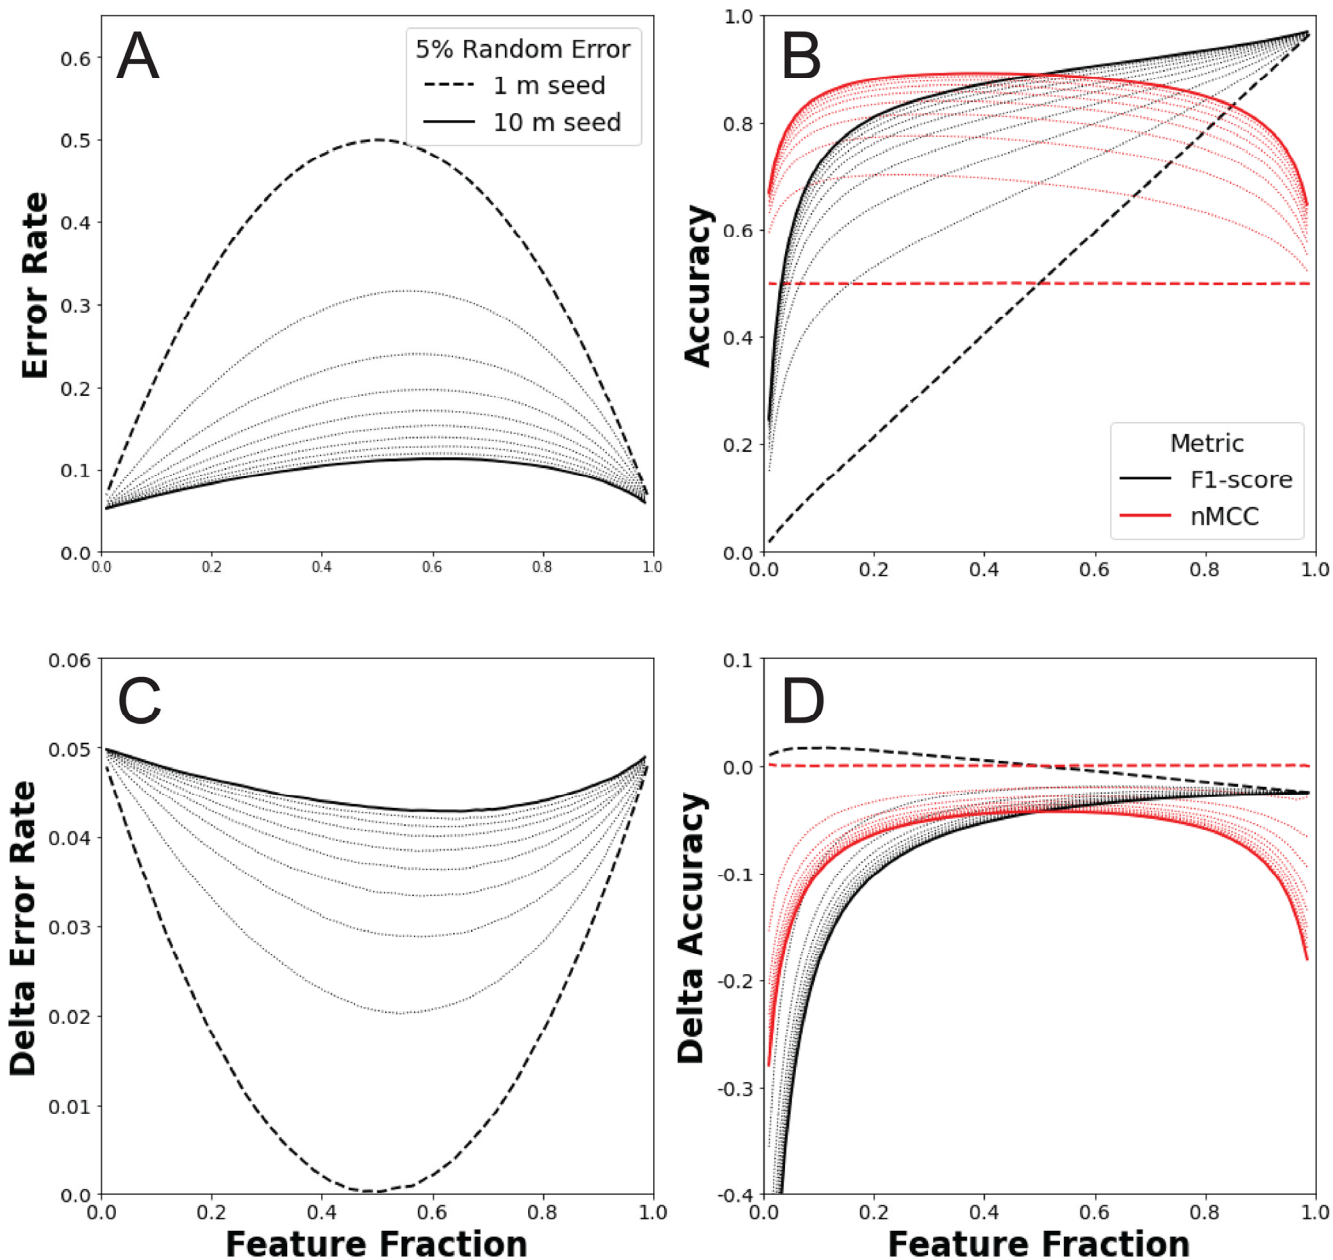 A
5% Random Error
1 m seed
10 m seed
Error Rate
0.6
0.5
0.4
0.3
0.2
0.1
0.0
0.0 0.2 0.4 0.6 0.8 1.0
B
Accuracy
1.0
0.8
0.6
0.4
0.2
0.0
Metric
F1-score
nMCC
0.0 0.2 0.4 0.6 0.8 1.0
C
Delta Error Rate
0.06
0.05
0.04
0.03
0.02
0.01
0.0
0.0 0.2 0.4 0.6 0.8 1.0
Feature Fraction
D
Delta Accuracy
0.1
0.0
-0.1
-0.2
-0.3
-0.4
0.0 0.2 0.4 0.6 0.8 1.0
Feature Fraction